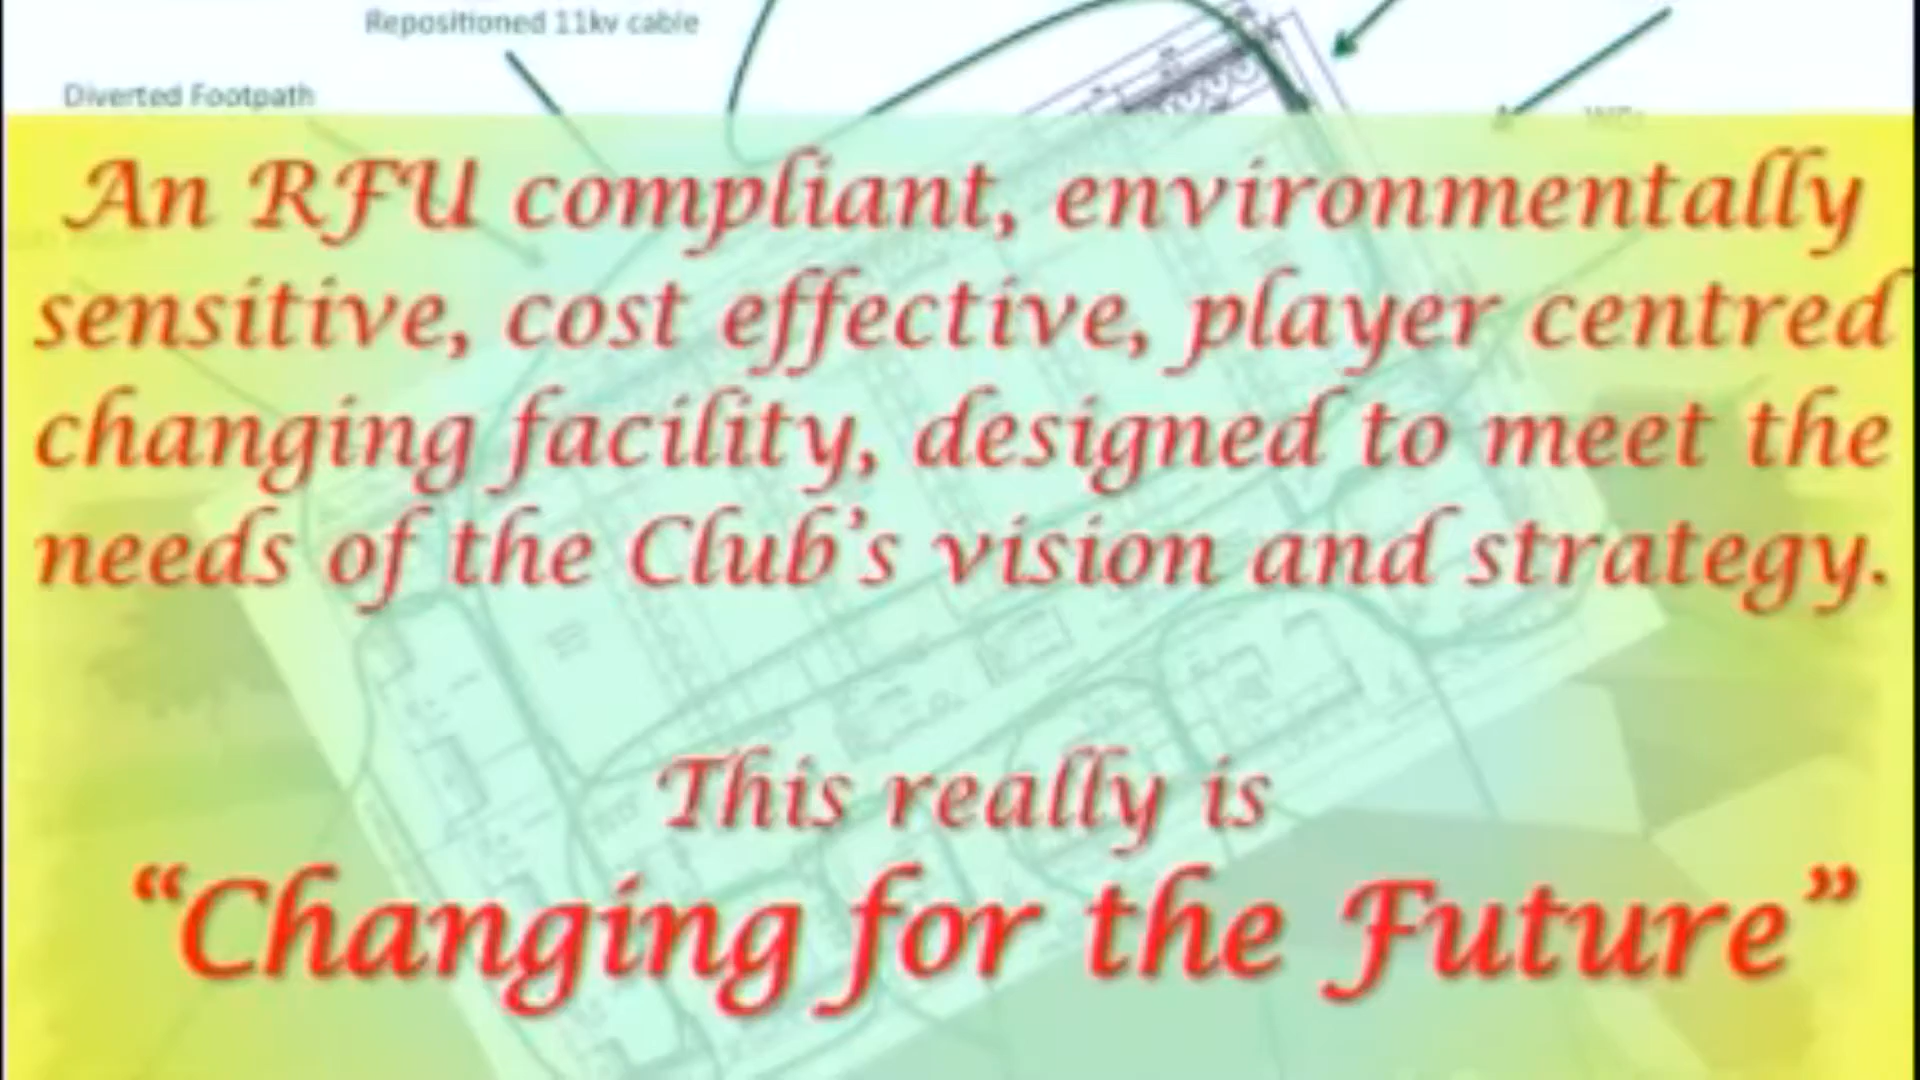 Repositioned 11kv cable
Diverted Footpath
An RFU compliant, environmentally
sensitive, cost effective, player centred
changing facility, designed to meet the
needs of the Club's vision and strategy.
This really is
“Changing for the Future”